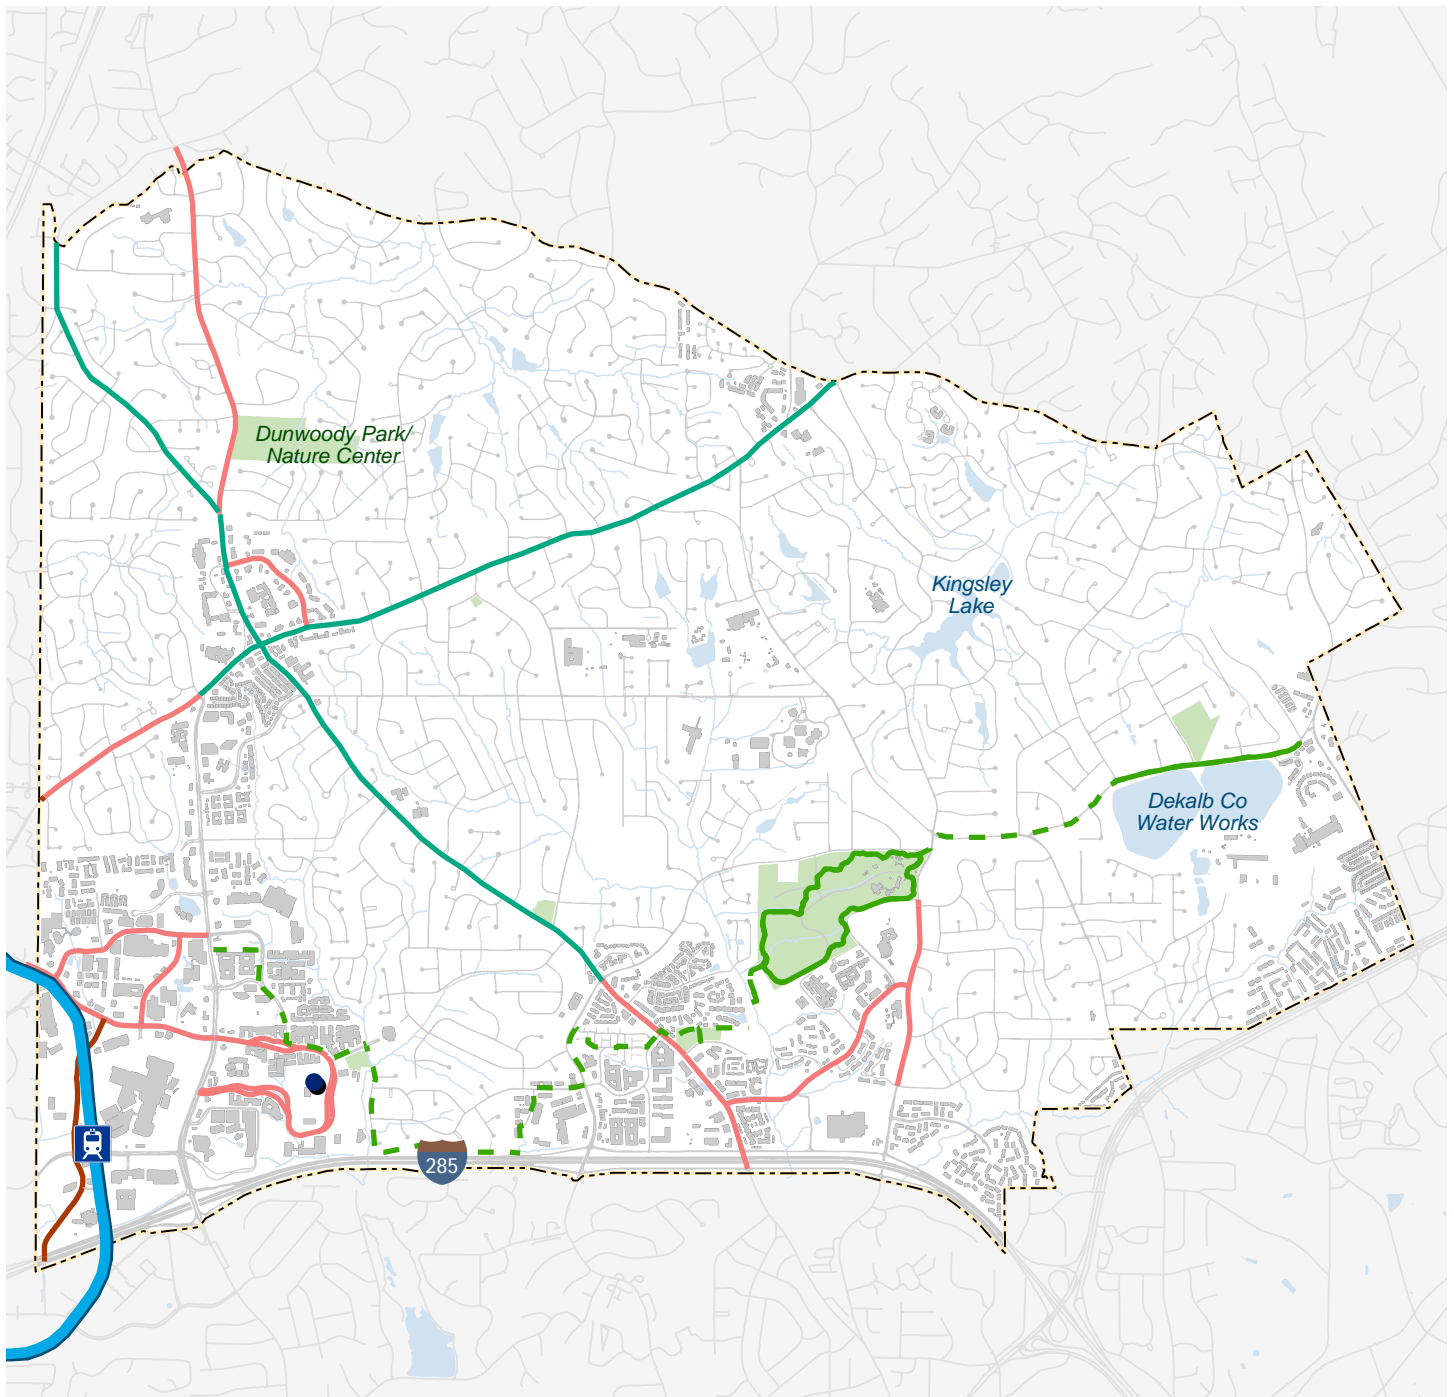 Dunwoody Park/
Nature Center
Kingsley
Lake
Dekalb Co
Water Works
285